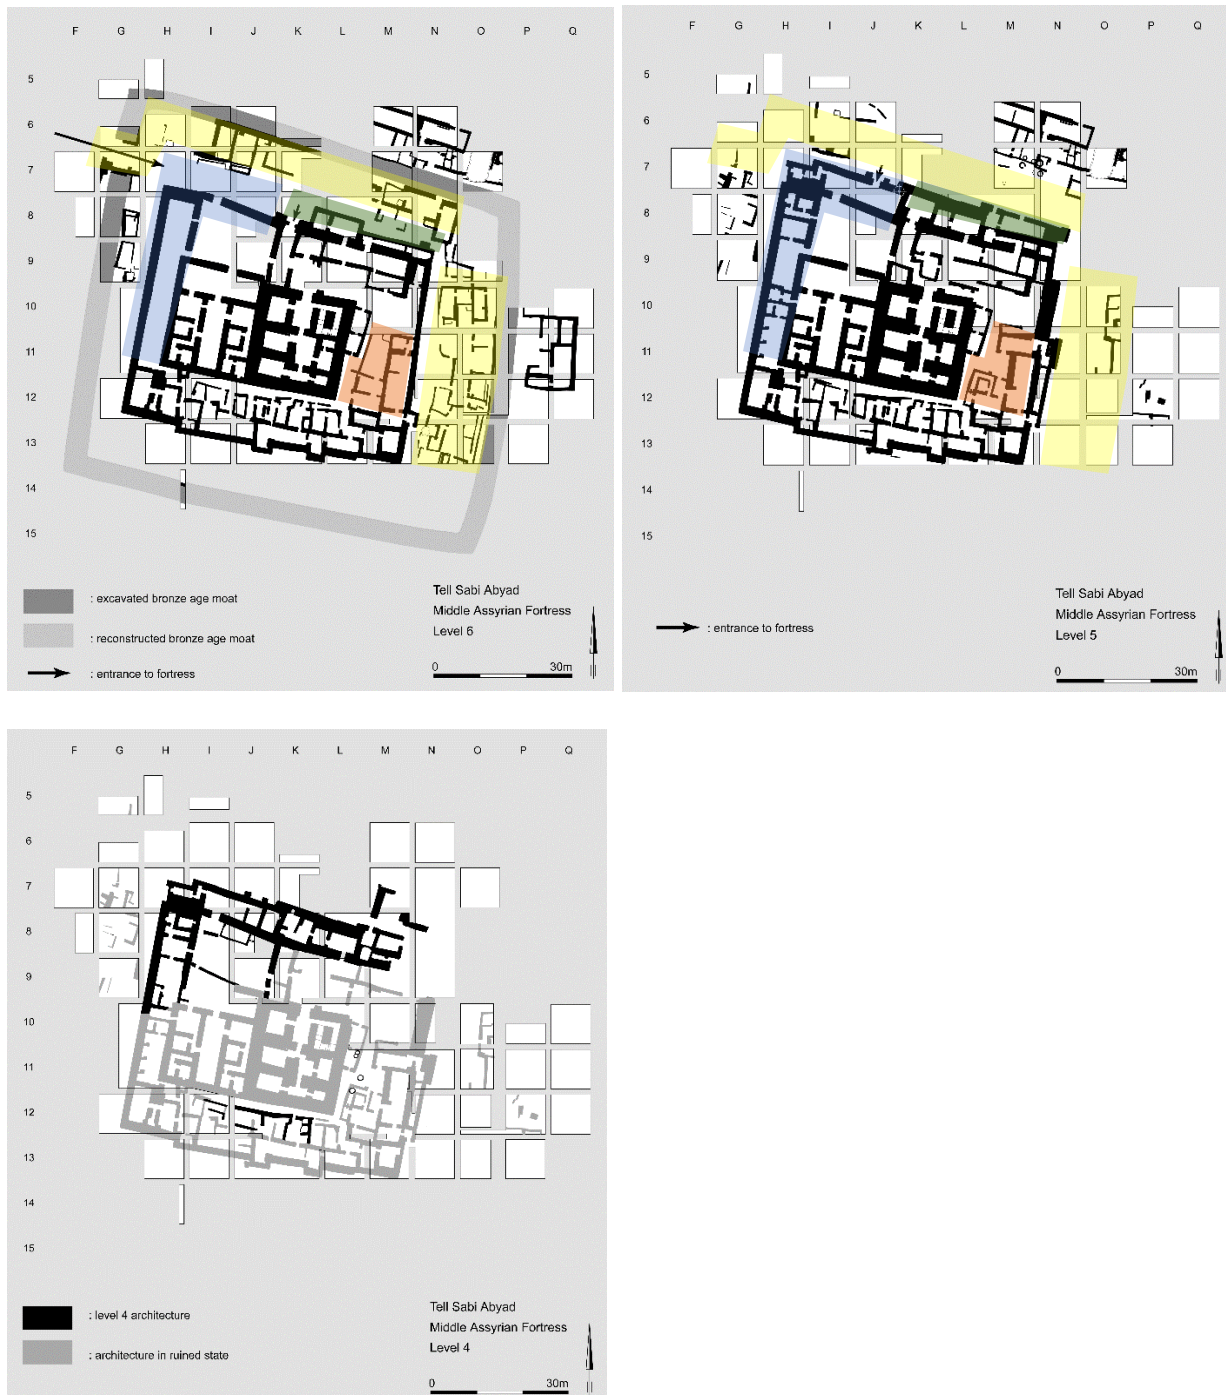 F G H I J K L M N O P Q
5
6
7
8
9
10
11
12
13
14
15
: excavated bronze age moat
: reconstructed bronze age moat
: entrance to fortress
Tell Sabi Abyad
Middle Assyrian Fortress
Level 6
0 30m
F G H I J K L M N O P Q
5
6
7
8
9
10
11
12
13
14
15
: entrance to fortress
Tell Sabi Abyad
Middle Assyrian Fortress
Level 5
0 30m
F G H I J K L M N O P Q
5
6
7
8
9
10
11
12
13
14
15
: level 4 architecture
: architecture in ruined state
Tell Sabi Abyad
Middle Assyrian Fortress
Level 4
0 30m